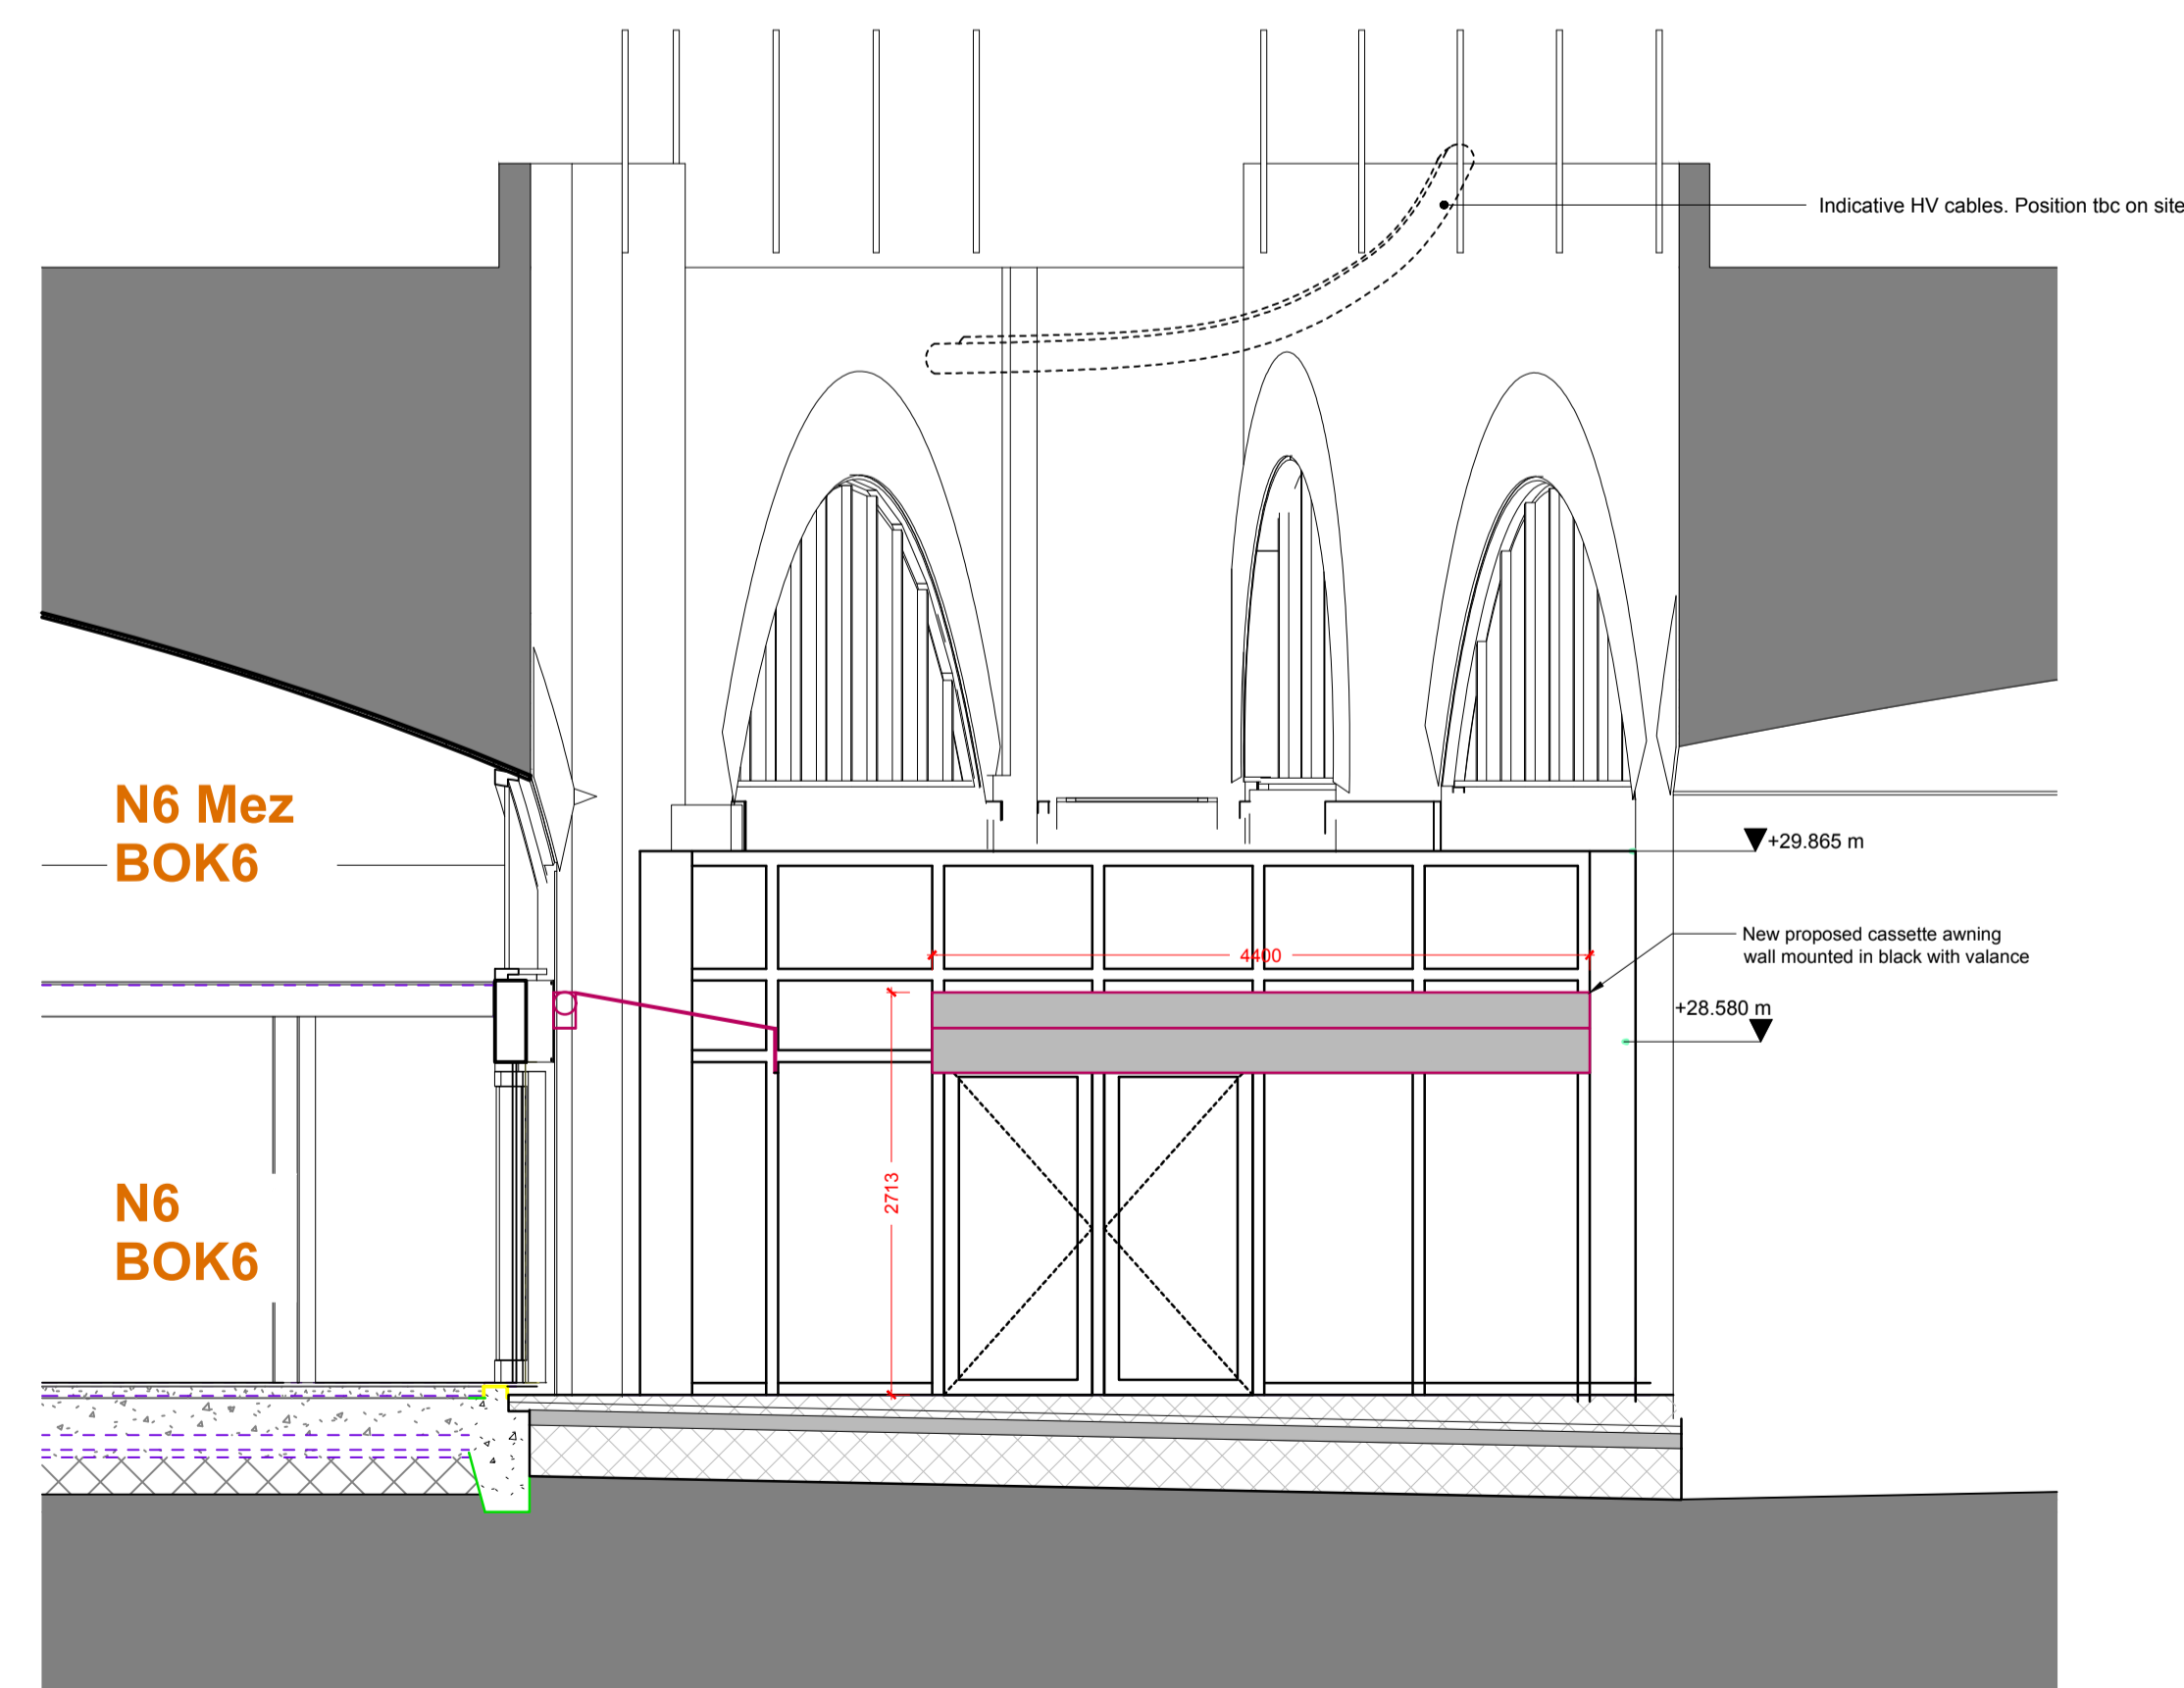 Indicative HV cables. Position tbc on site
N6 Mez
BOK6
+29.865 m
New proposed cassette awning
wall mounted in black with valance
4400
+28.580 m
2713
N6
BOK6